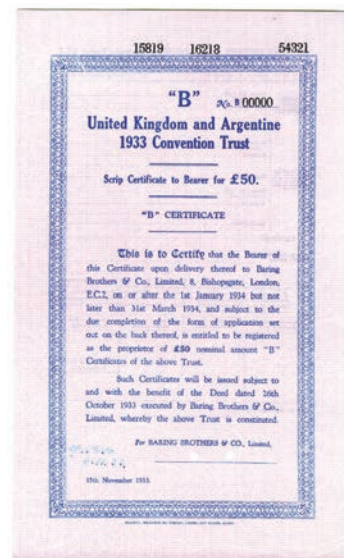 15819 16218 54321
"B" No. B 00000
United Kingdom and Argentine
1933 Convention Trust
Scrip Certificate to Bearer for £50.
"B" CERTIFICATE
This is to Certify that the Bearer of
this Certificate upon delivery thereof to Baring
Brothers & Co., Limited, 8, Bishopsgate, London,
E.C.2, on or after the 1st January 1934 but not
later than 31st March 1934, and subject to the
due completion of the form of application set
out on the back thereof, is entitled to be registered
as the proprietor of £50 nominal amount "B"
Certificates of the above Trust.
Such Certificates will be issued subject to
and with the benefit of the Deed dated 26th
October 1933 executed by Baring Brothers & Co.,
Limited, whereby the above Trust is constituted.
For BARING BROTHERS & CO., Limited.
15th November 1933.